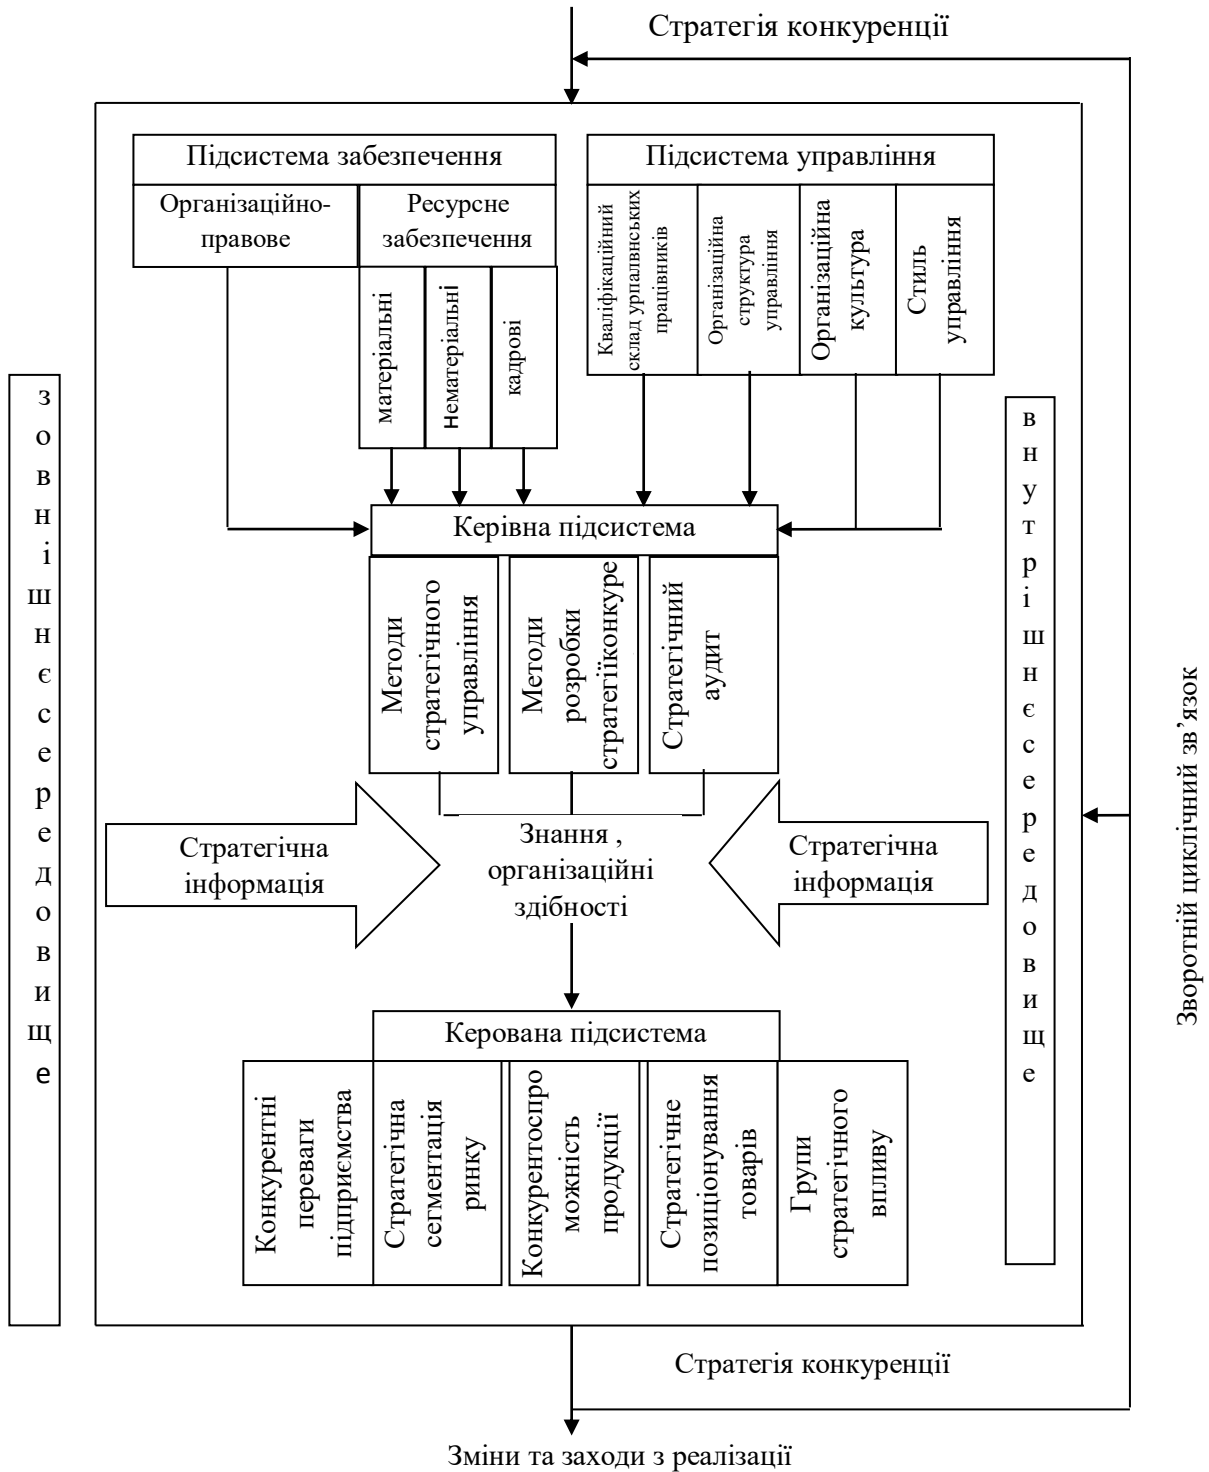 Стратегія конкуренції
Підсистема забезпечення
Підсистема управління
Організаційно-
правове
Ресурсне
забезпечення
матеріальні
нематеріальні
кадрові
Кваліфікаційний
склад урпалвнських
працівників
Організаційна
структура
управління
Організаційна
культура
Стиль
управління
зовнішнєсередовище
внутрішнєсередовище
Керівна підсистема
Методи
стратегічного
управління
Методи
розробки
стратегіїконкуре
Стратегічний
аудит
Стратегічна
інформація
Знання ,
організаційні
здібності
Стратегічна
інформація
Зворотній циклічний зв’язок
Керована підсистема
Конкурентні
переваги
підприємства
Стратегічна
сегментація
ринку
Конкурентоспро
можність
продукції
Стратегічне
позиціонування
товарів
Групи
стратегічного
впливу
Стратегія конкуренції
Зміни та заходи з реалізації